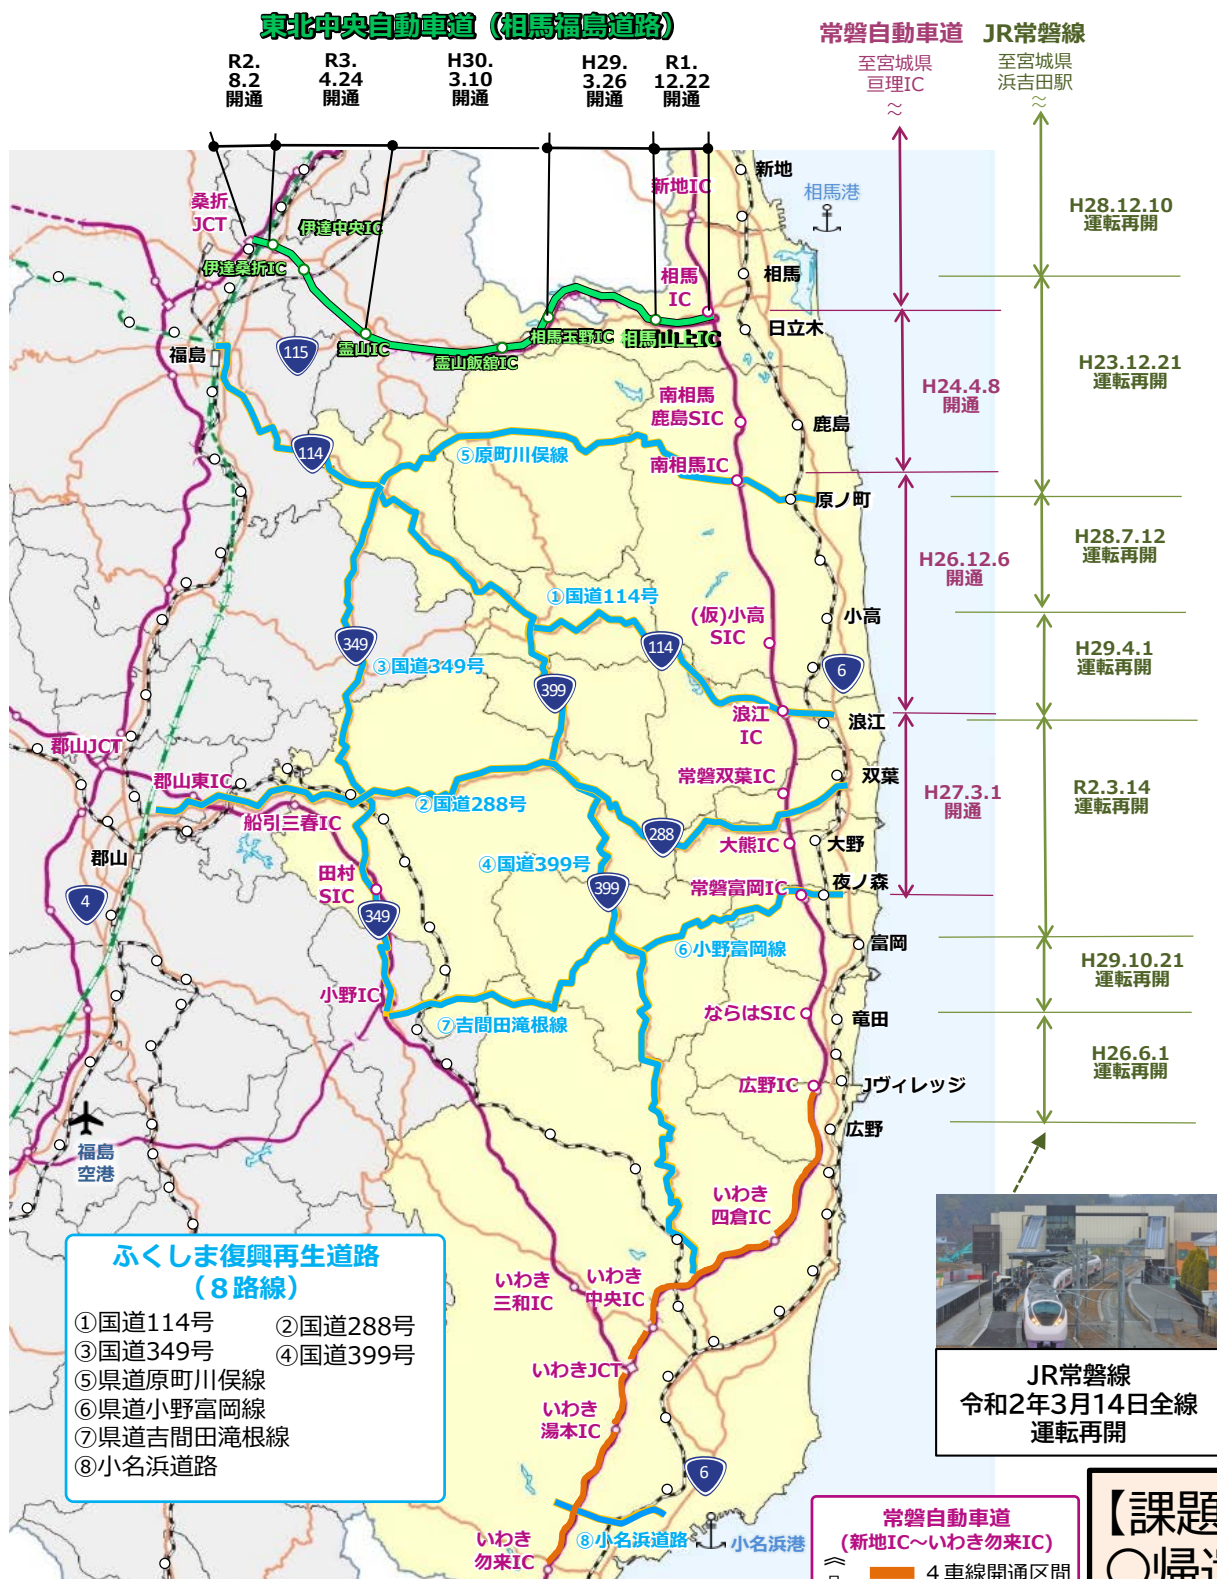 東北中央自動車道（相馬福島道路）
R2.
8.2
開通
R3.
4.24
開通
H30.
3.10
開通
H29.
3.26
開通
R1.
12.22
開通
常磐自動車道
至宮城県
亘理IC
JR常磐線
至宮城県
浜吉田駅
新地
新地IC
相馬港
桑折
JCT
伊達中央IC
伊達桑折IC
相馬
IC
相馬
日立木
霊山IC
霊山飯舘IC
相馬玉野IC
相馬山上IC
福島
115
南相馬
鹿島SIC
鹿島
114
⑤原町川俣線
南相馬IC
原ノ町
①国道114号
(仮)小高
SIC
小高
349
③国道349号
114
399
6
浪江
IC
浪江
郡山JCT
郡山東IC
常磐双葉IC
双葉
②国道288号
船引三春IC
288
大熊IC
大野
郡山
④国道399号
田村
SIC
399
常磐富岡IC
夜ノ森
4
349
⑥小野富岡線
富岡
小野IC
⑦吉間田滝根線
ならはSIC
竜田
広野IC
Jヴィレッジ
広野
福島
空港
いわき
四倉IC
いわき
三和IC
いわき
中央IC
いわきJCT
いわき
湯本IC
6
⑧小名浜道路
小名浜港
いわき
勿来IC
H28.12.10
運転再開
H24.4.8
開通
H23.12.21
運転再開
H26.12.6
開通
H28.7.12
運転再開
H29.4.1
運転再開
H27.3.1
開通
R2.3.14
運転再開
H29.10.21
運転再開
H26.6.1
運転再開
ふくしま復興再生道路
（８路線）
①国道114号
②国道288号
③国道349号
④国道399号
⑤県道原町川俣線
⑥県道小野富岡線
⑦県道吉間田滝根線
⑧小名浜道路
JR常磐線
令和2年3月14日全線
運転再開
常磐自動車道
(新地IC～いわき勿来IC)
４車線開通区間
【課題
〇帰還